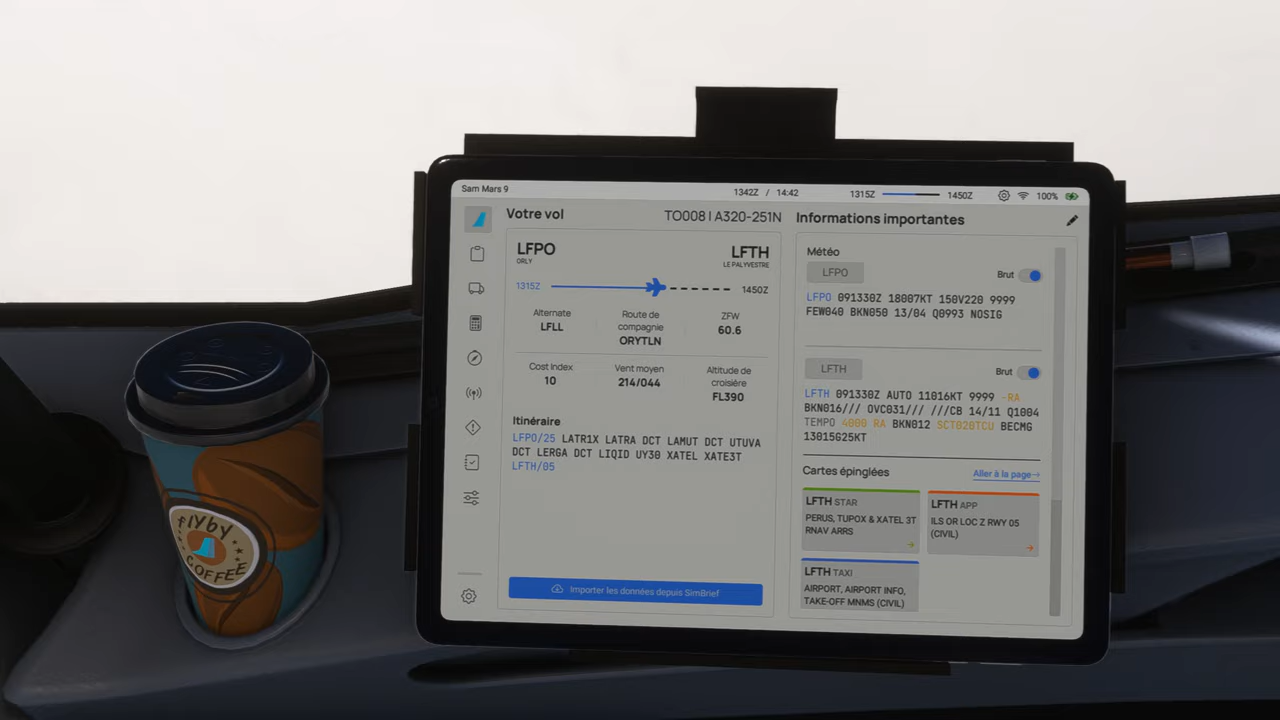 Sam Mars 9
1342Z / 14:42
1315Z
1450Z
100%
Votre vol
TO008 | A320-251N
LFPO
ORLY
LFTH
LE PALYVESTRE
1315Z
1450Z
Alternate
LFLL
Route de
compagnie
ORYTLN
ZFW
60.6
Cost Index
10
Vent moyen
214/044
Altitude de
croisière
FL390
Itinéraire
LFPO/25 LATR1X LATRA DCT LAMUT DCT UTUVA
DCT LERGA DCT LIQID UY30 XATEL XATE3T
LFTH/05
Importer les données depuis SimBrief
Informations importantes
Météo
LFPO
Brut
LFPO 091330Z 18007KT 150V220 9999
FEW040 BKN050 13/04 Q0993 NOSIG
LFTH
Brut
LFTH 091330Z AUTO 11016KT 9999 -RA
BKN016/// OVC031/// ///CB 14/11 Q1004
TEMPO 4000 RA BKN012 SCT020TCU BECMG
13015G25KT
Cartes épinglées
Aller à la page→
LFTH STAR
PERUS, TUPOX & XATEL 3T
RNAV ARRS
LFTH APP
ILS OR LOC Z RWY 05
(CIVIL)
LFTH TAXI
AIRPORT, AIRPORT INFO,
TAKE-OFF MNMS (CIVIL)
FlYBY
COFFEE